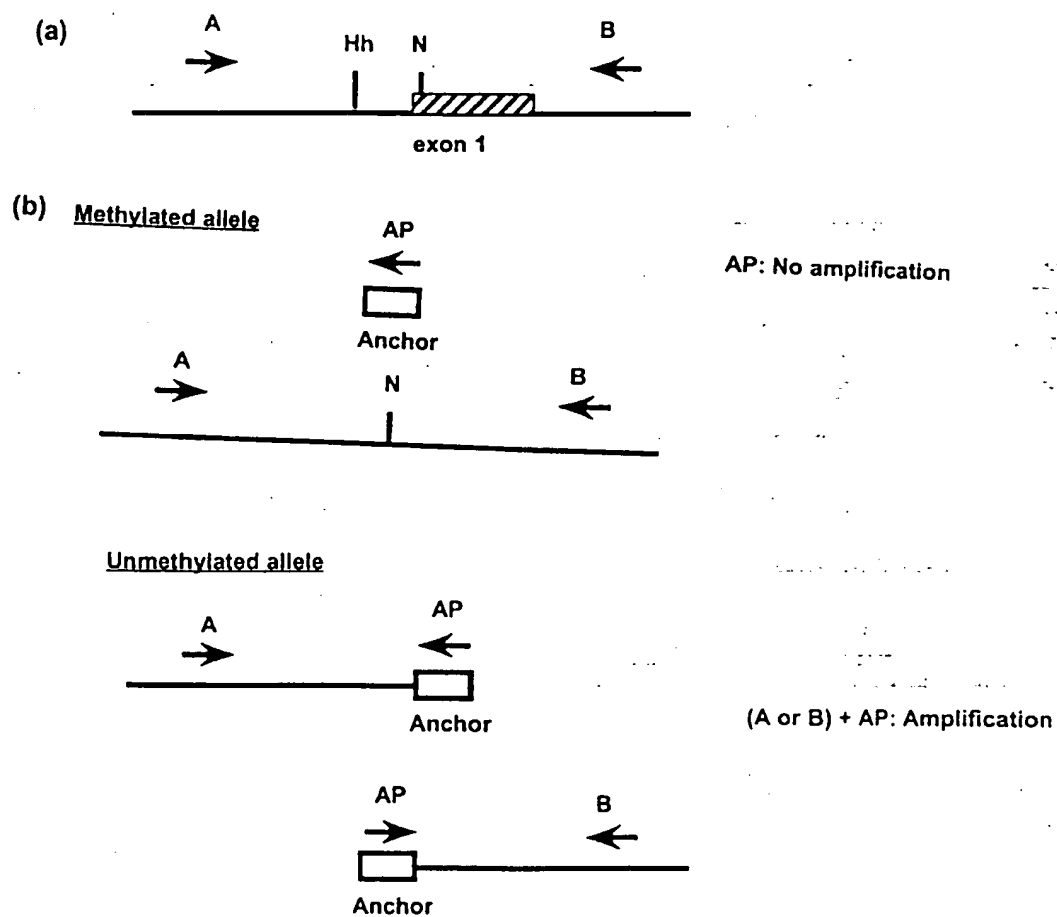 (a)
A
Hh
N
B
exon 1
(b)
Methylated allele
AP
AP: No amplification
Anchor
A
N
B
Unmethylated allele
A
AP
Anchor
(A or B) + AP: Amplification
AP
B
Anchor